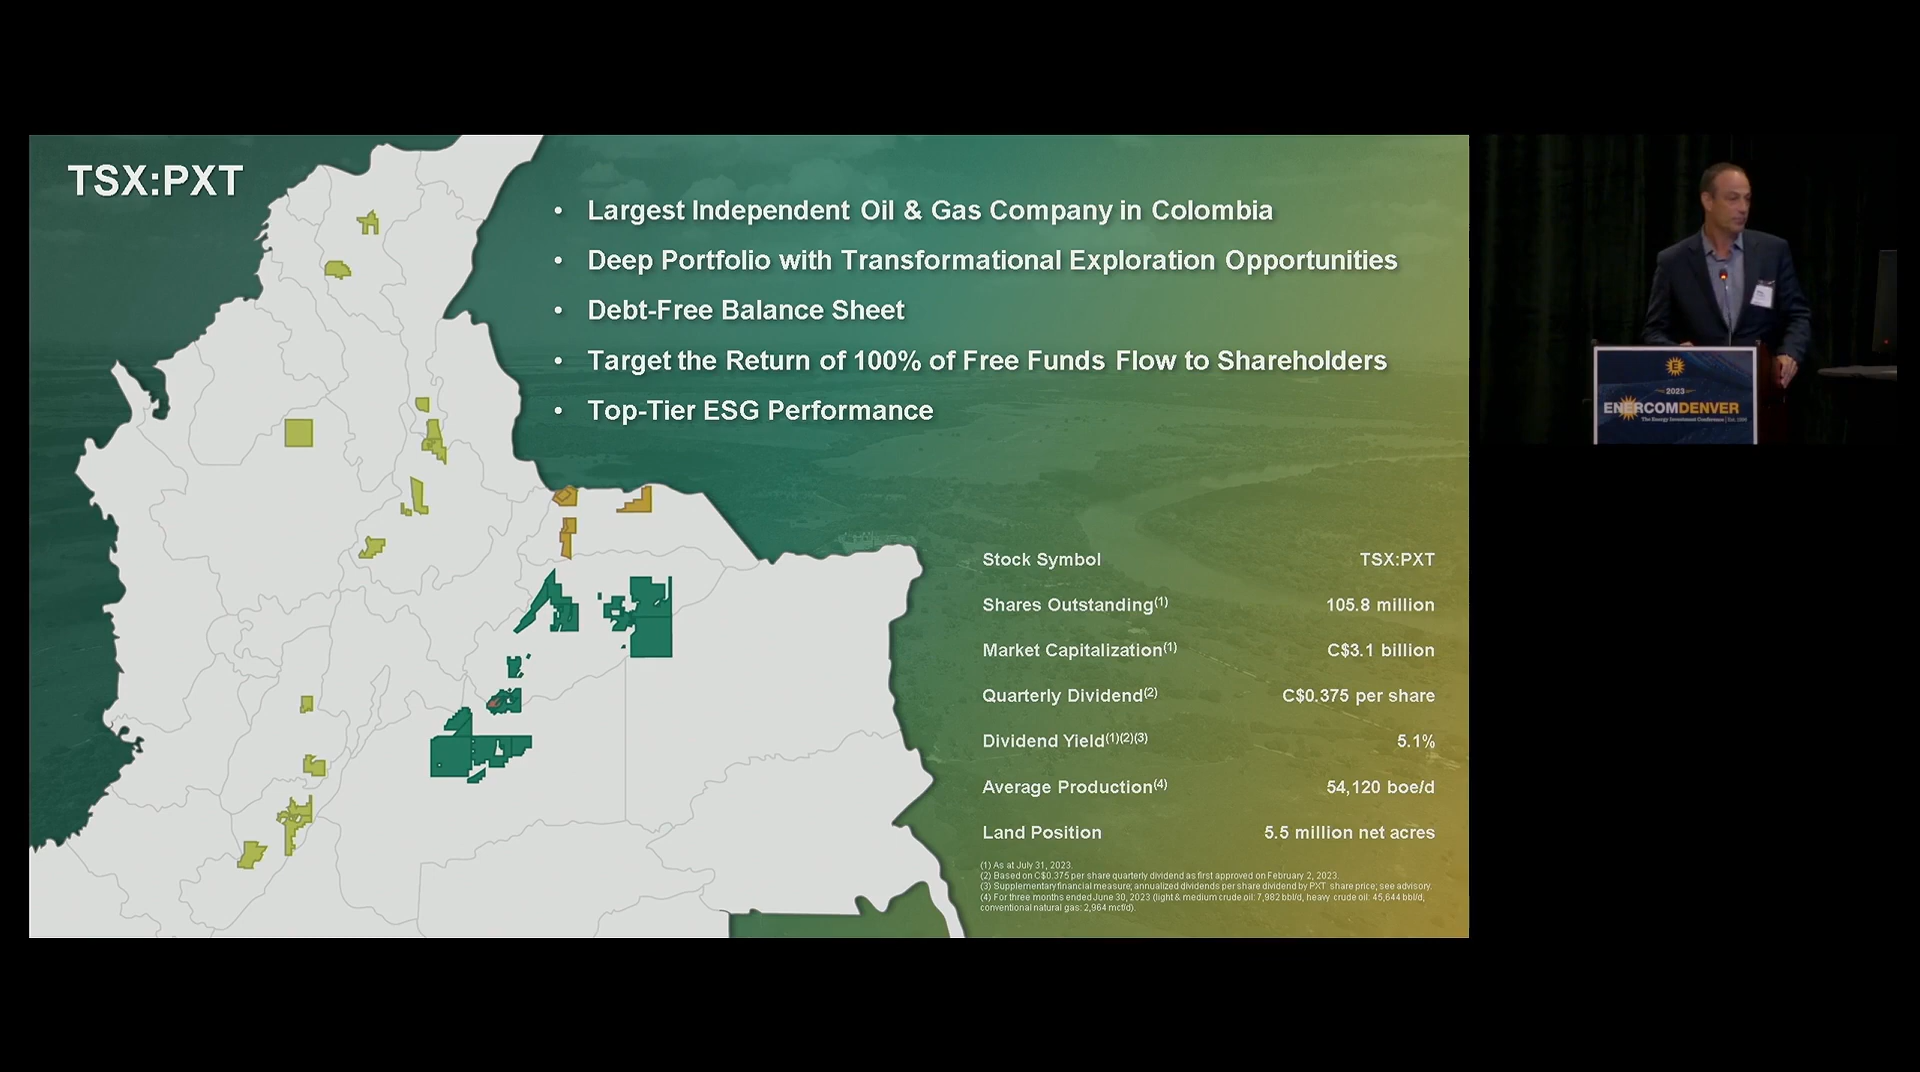 TSX:PXT
• Largest Independent Oil & Gas Company in Colombia
• Deep Portfolio with Transformational Exploration Opportunities
• Debt-Free Balance Sheet
• Target the Return of 100% of Free Funds Flow to Shareholders
• Top-Tier ESG Performance
Stock Symbol TSX:PXT
Shares Outstanding(1) 105.8 million
Market Capitalization(1) C$3.1 billion
Quarterly Dividend(2) C$0.375 per share
Dividend Yield(1)(2)(3) 5.1%
Average Production(4) 54,120 boe/d
Land Position 5.5 million net acres
(1) As at July 31, 2023.
(2) Based on C$0.375 per share quarterly dividend as first approved on February 2, 2023.
(3) Supplementary financial measure; annualized dividends per share dividend by PXT share price; see advisory.
(4) For three months ended June 30, 2023 (light & medium crude oil: 7,982 bbl/d, heavy crude oil: 45,644 bbl/d,
conventional natural gas: 2,964 mcf/d).
E
2023
ENERCOMDENVER
The Energy Investment Conference | Est. 1996